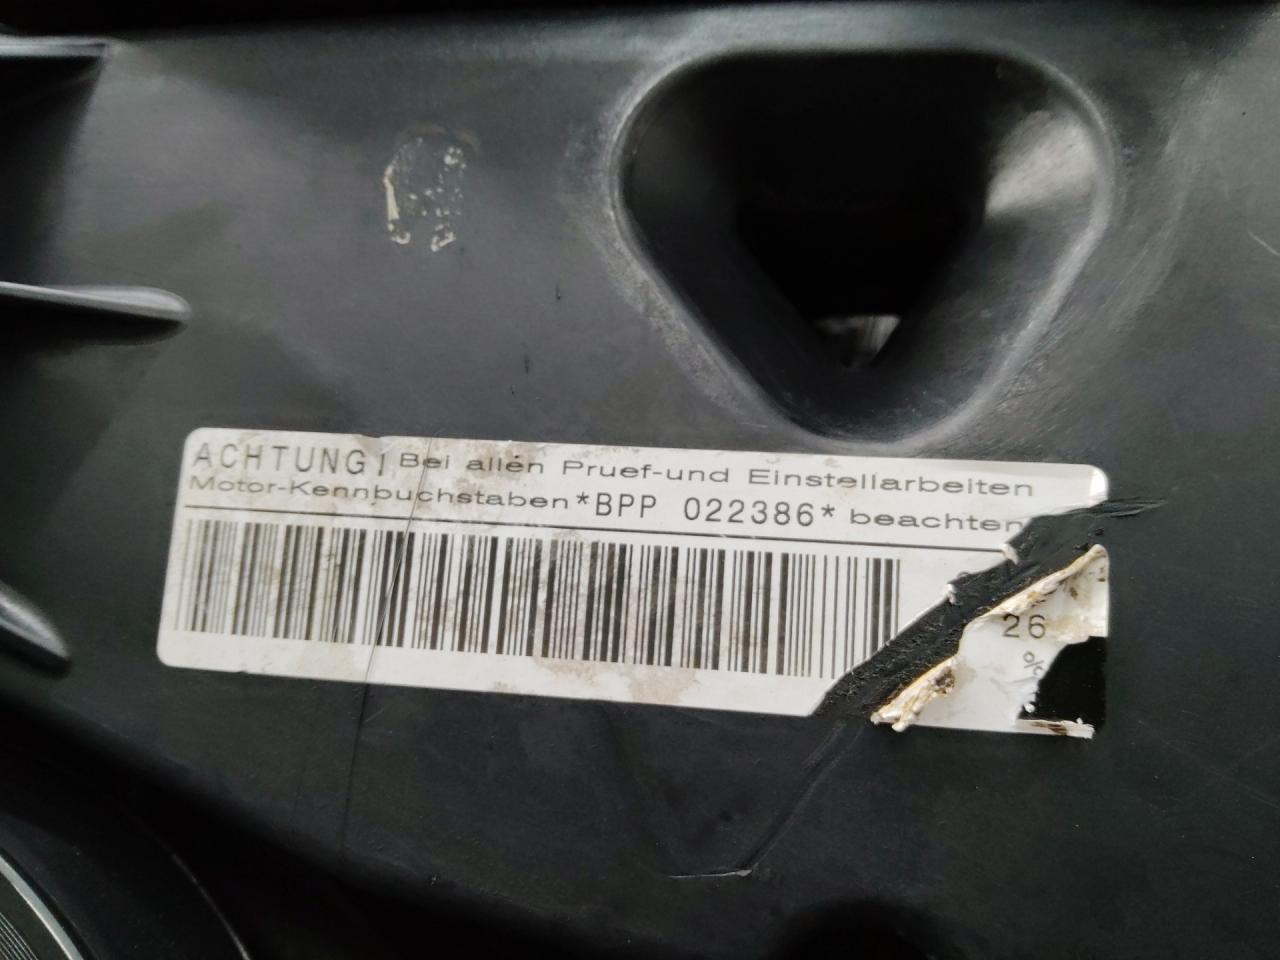 ACHTUNG! Bei allen Pruef-und Einstellarbeiten
Motor-Kennbuchstaben *BPP 022386* beachten
26